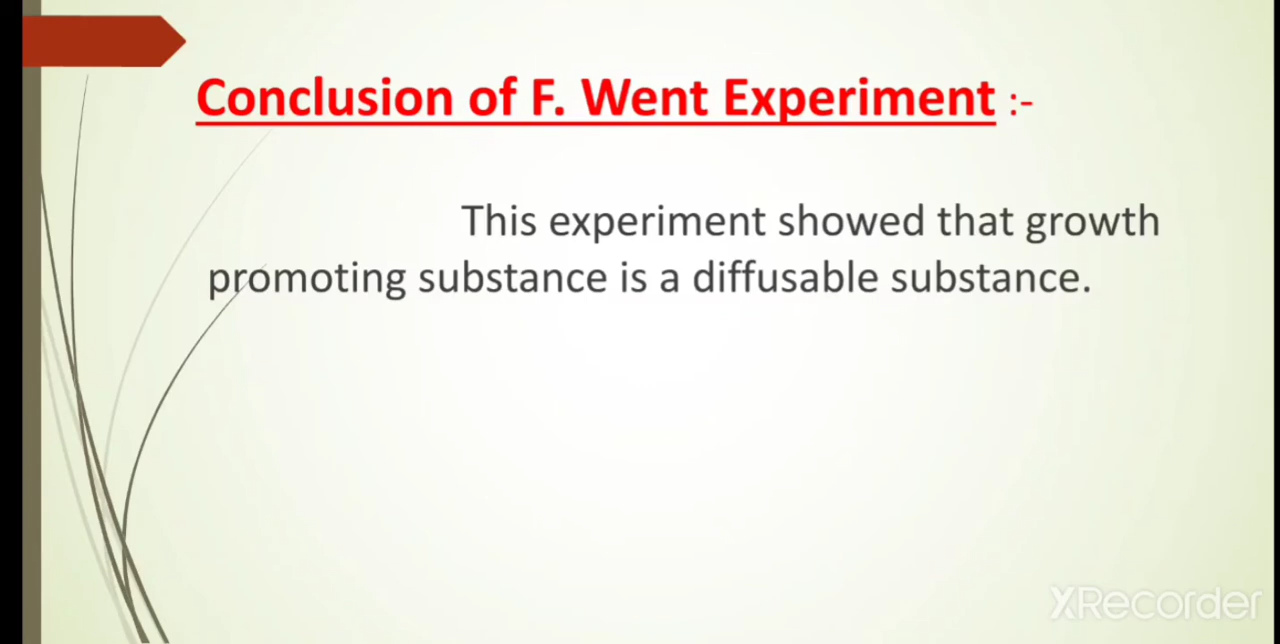 Conclusion of F. Went Experiment :-
This experiment showed that growth
promoting substance is a diffusable substance.
XRecorder